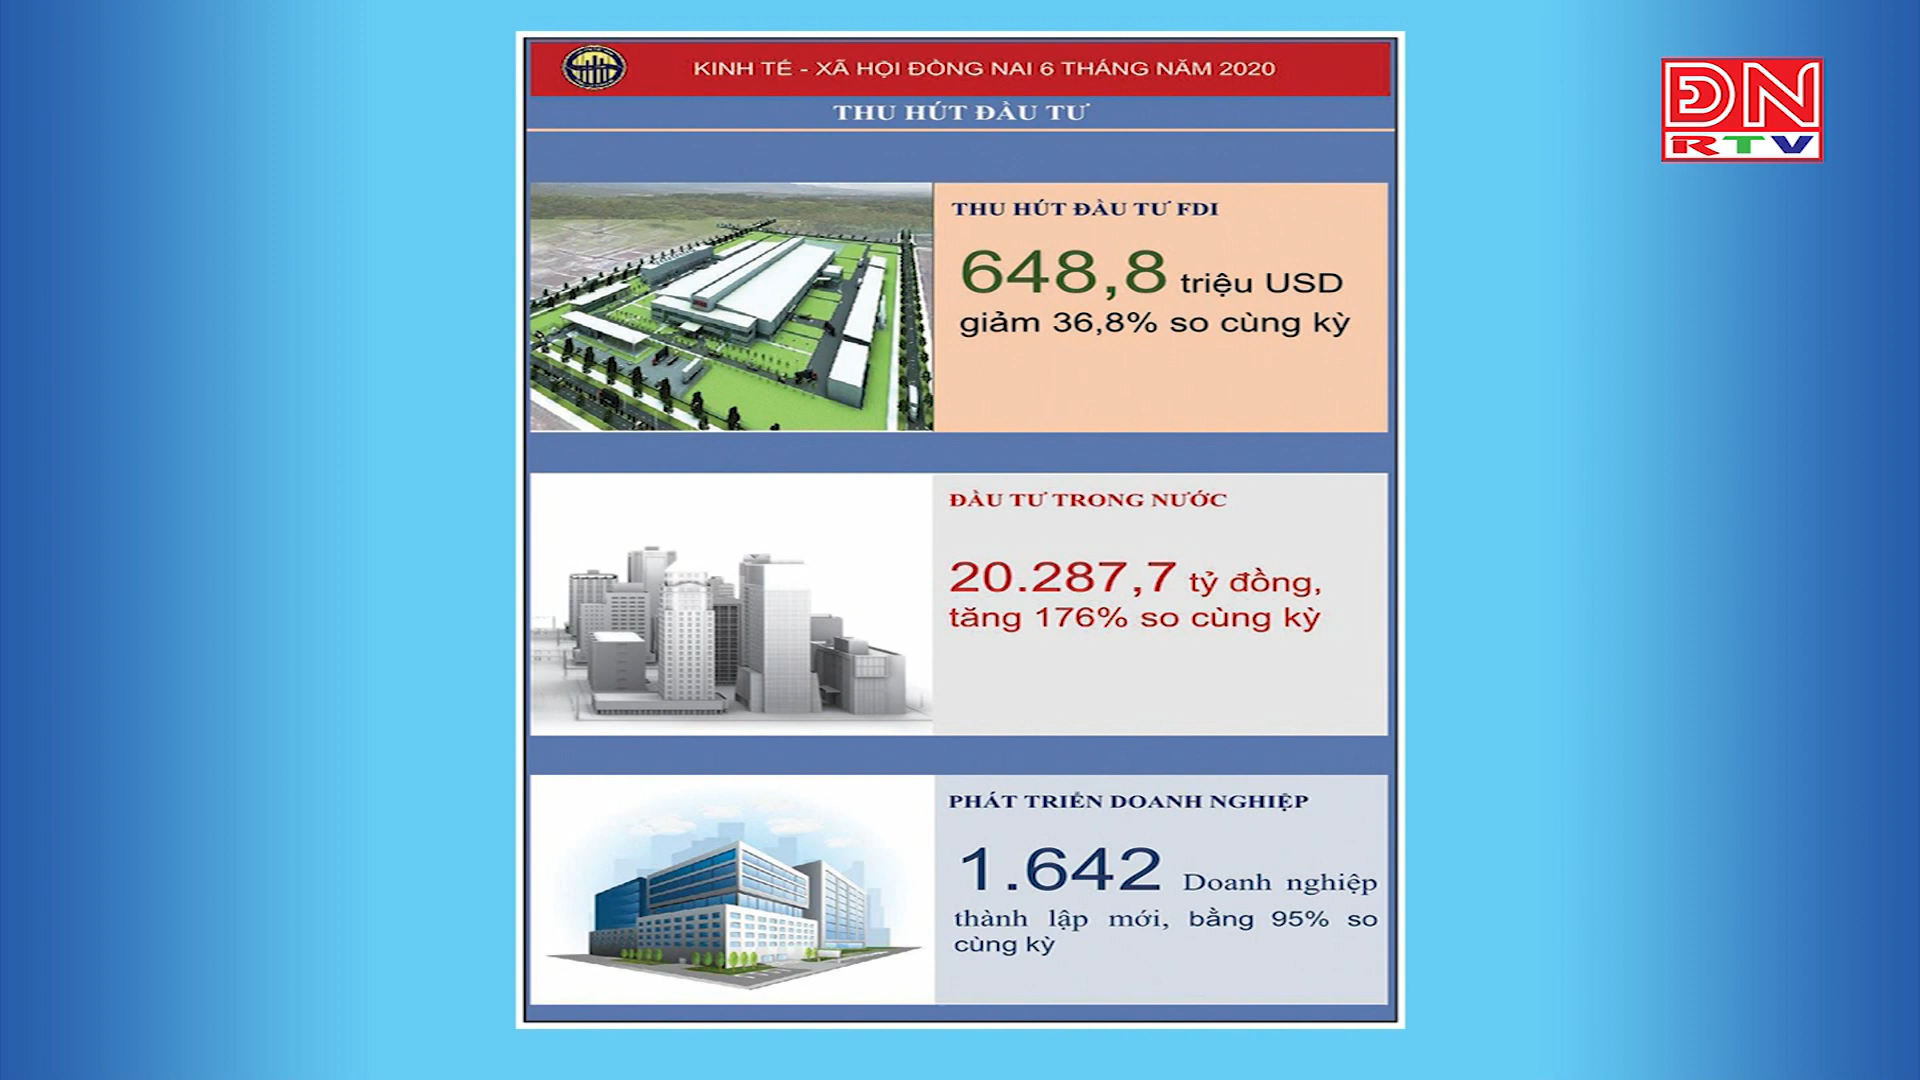 KINH TẾ - XÃ HỘI ĐỒNG NAI 6 THÁNG NĂM 2020
THU HÚT ĐẦU TƯ
ĐN
RTV
THU HÚT ĐẦU TƯ FDI
648,8 triệu USD
giảm 36,8% so cùng kỳ
ĐẦU TƯ TRONG NƯỚC
20.287,7 tỷ đồng,
tăng 176% so cùng kỳ
PHÁT TRIỂN DOANH NGHIỆP
1.642 Doanh nghiệp
thành lập mới, bằng 95% so
cùng kỳ